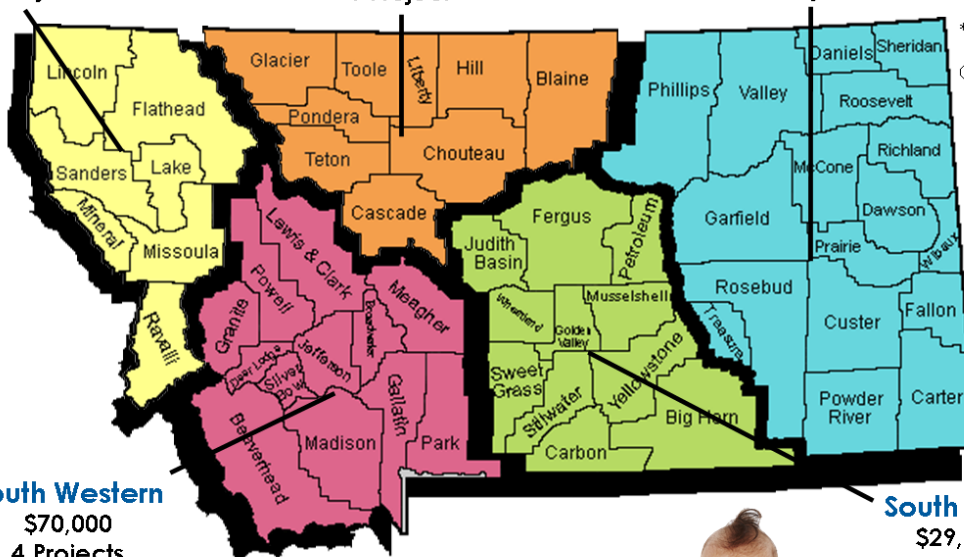 Lincoln
Flathead
Sanders
Lake
Mineral
Missoula
Ravalli
Glacier
Toole
Liberty
Hill
Blaine
Pondera
Teton
Chouteau
Cascade
Phillips
Valley
Daniels
Sheridan
Roosevelt
McCone
Richland
Garfield
Dawson
Prairie
Wibaux
Rosebud
Treasure
Custer
Fallon
Powder
River
Carter
Lewis & Clark
Powell
Granite
Meagher
Broadwater
Jefferson
Deer Lodge
Silver
Bow
Gallatin
Beaverhead
Madison
Park
Fergus
Petroleum
Judith
Basin
Wheatland
Golden
Valley
Musselshell
Sweet
Grass
Stillwater
Yellowstone
Big Horn
Carbon
outh Western
$70,000
4 Projects
South
$29,
*